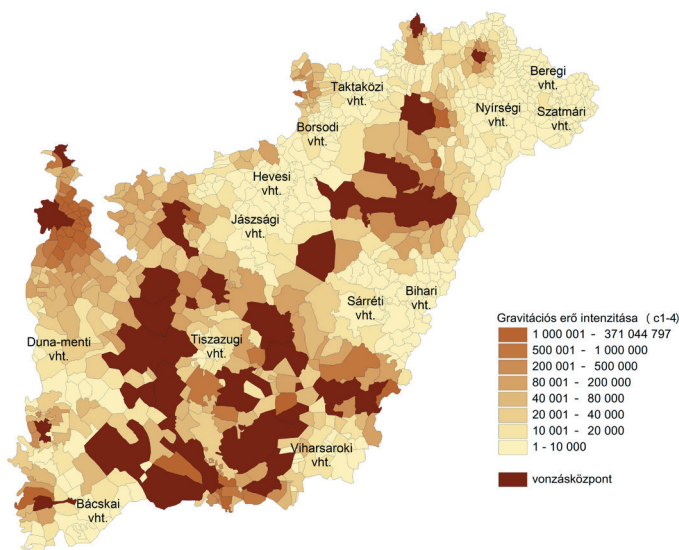 Beregi
vht.
Taktaközi
vht.
Nyírségi
vht.
Szatmári
vht.
Borsodi
vht.
Hevesi
vht.
Jászsági
vht.
Bihari
vht.
Sárréti
vht.
Duna-menti
vht.
Tiszazugi
vht.
Viharsaroki
vht.
Bácskai
vht.
Gravitációs erő intenzitása ( c1-4)
1 000 001 - 371 044 797
500 001 - 1 000 000
200 001 - 500 000
80 001 - 200 000
40 001 - 80 000
20 001 - 40 000
10 001 - 20 000
1 - 10 000
vonzásközpont